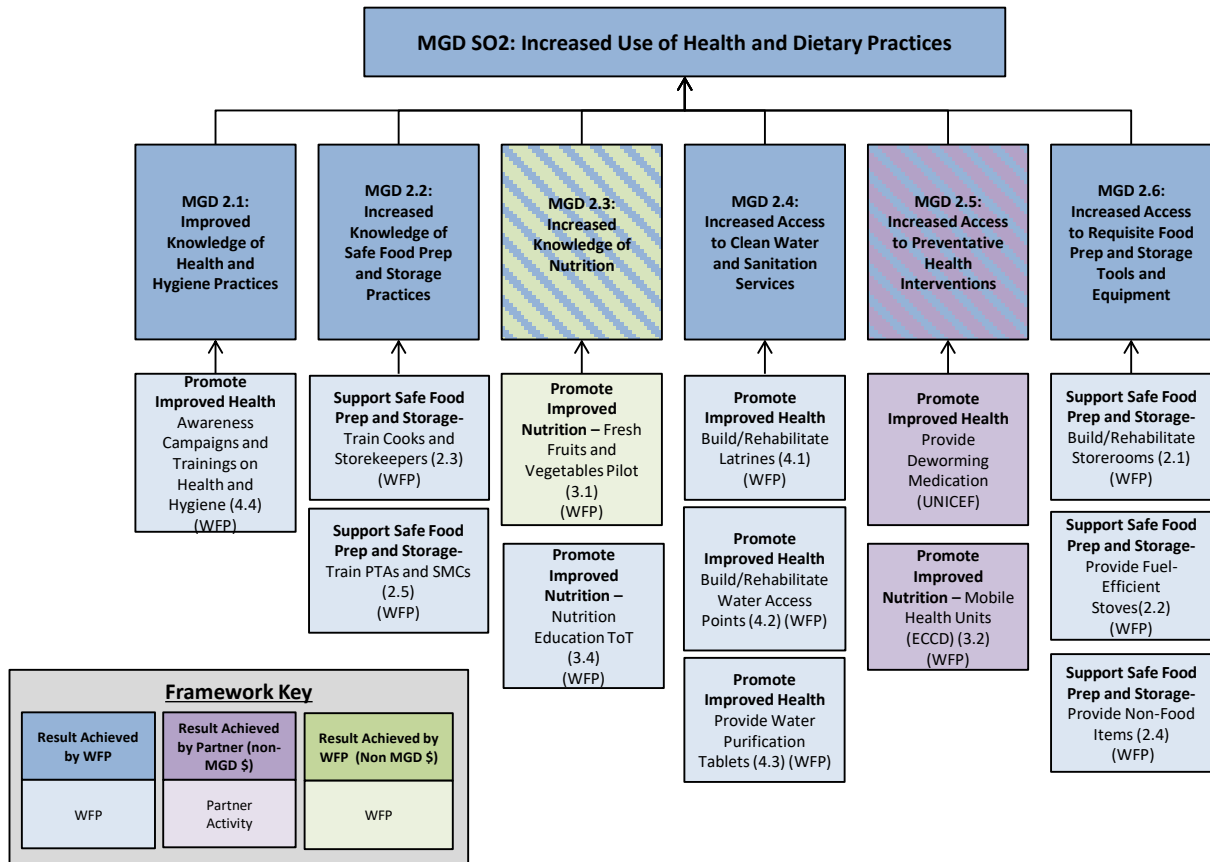 MGD SO2: Increased Use of Health and Dietary Practices
MGD 2.1:
Improved
Knowledge of
Health and
Hygiene Practices
MGD 2.2:
Increased
Knowledge of
Safe Food Prep
and Storage
Practices
MGD 2.3:
Increased
Knowledge of
Nutrition
MGD 2.4:
Increased Access
to Clean Water
and Sanitation
Services
MGD 2.5:
Increased Access
to Preventative
Health
Interventions
MGD 2.6:
Increased Access
to Requisite Food
Prep and Storage
Tools and
Equipment
Promote
Improved Health
Awareness
Campaigns and
Trainings on
Health and
Hygiene (4.4)
(WFP)
Support Safe Food
Prep and Storage-
Train Cooks and
Storekeepers (2.3)
(WFP)
Support Safe Food
Prep and Storage-
Train PTAs and SMCs
(2.5)
(WFP)
Promote
Improved
Nutrition – Fresh
Fruits and
Vegetables Pilot
(3.1)
(WFP)
Promote
Improved
Nutrition –
Nutrition
Education ToT
(3.4)
(WFP)
Promote
Improved Health
Build/Rehabilitate
Latrines (4.1)
(WFP)
Promote
Improved Health
Build/Rehabilitate
Water Access
Points (4.2) (WFP)
Promote
Improved Health
Provide Water
Purification
Tablets (4.3) (WFP)
Promote
Improved Health
Provide
Deworming
Medication
(UNICEF)
Promote
Improved
Nutrition – Mobile
Health Units
(ECCD) (3.2)
(WFP)
Support Safe Food
Prep and Storage-
Build/Rehabilitate
Storerooms (2.1)
(WFP)
Support Safe Food
Prep and Storage-
Provide Fuel-
Efficient
Stoves(2.2)
(WFP)
Support Safe Food
Prep and Storage-
Provide Non-Food
Items (2.4)
(WFP)
Framework Key
Result Achieved
by WFP
Result Achieved
by Partner (non-
MGD $)
Result Achieved by
WFP (Non MGD $)
WFP
Partner
Activity
WFP